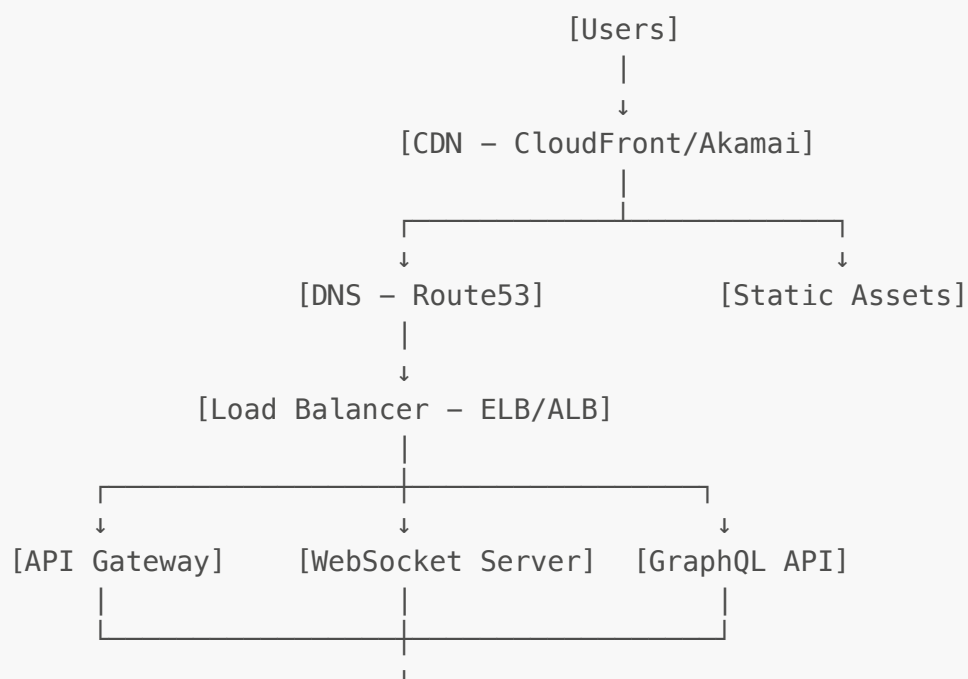 [Users]
[CDN – CloudFront/Akamai]
[DNS – Route53] [Static Assets]
[Load Balancer – ELB/ALB]
[API Gateway] [WebSocket Server] [GraphQL API]